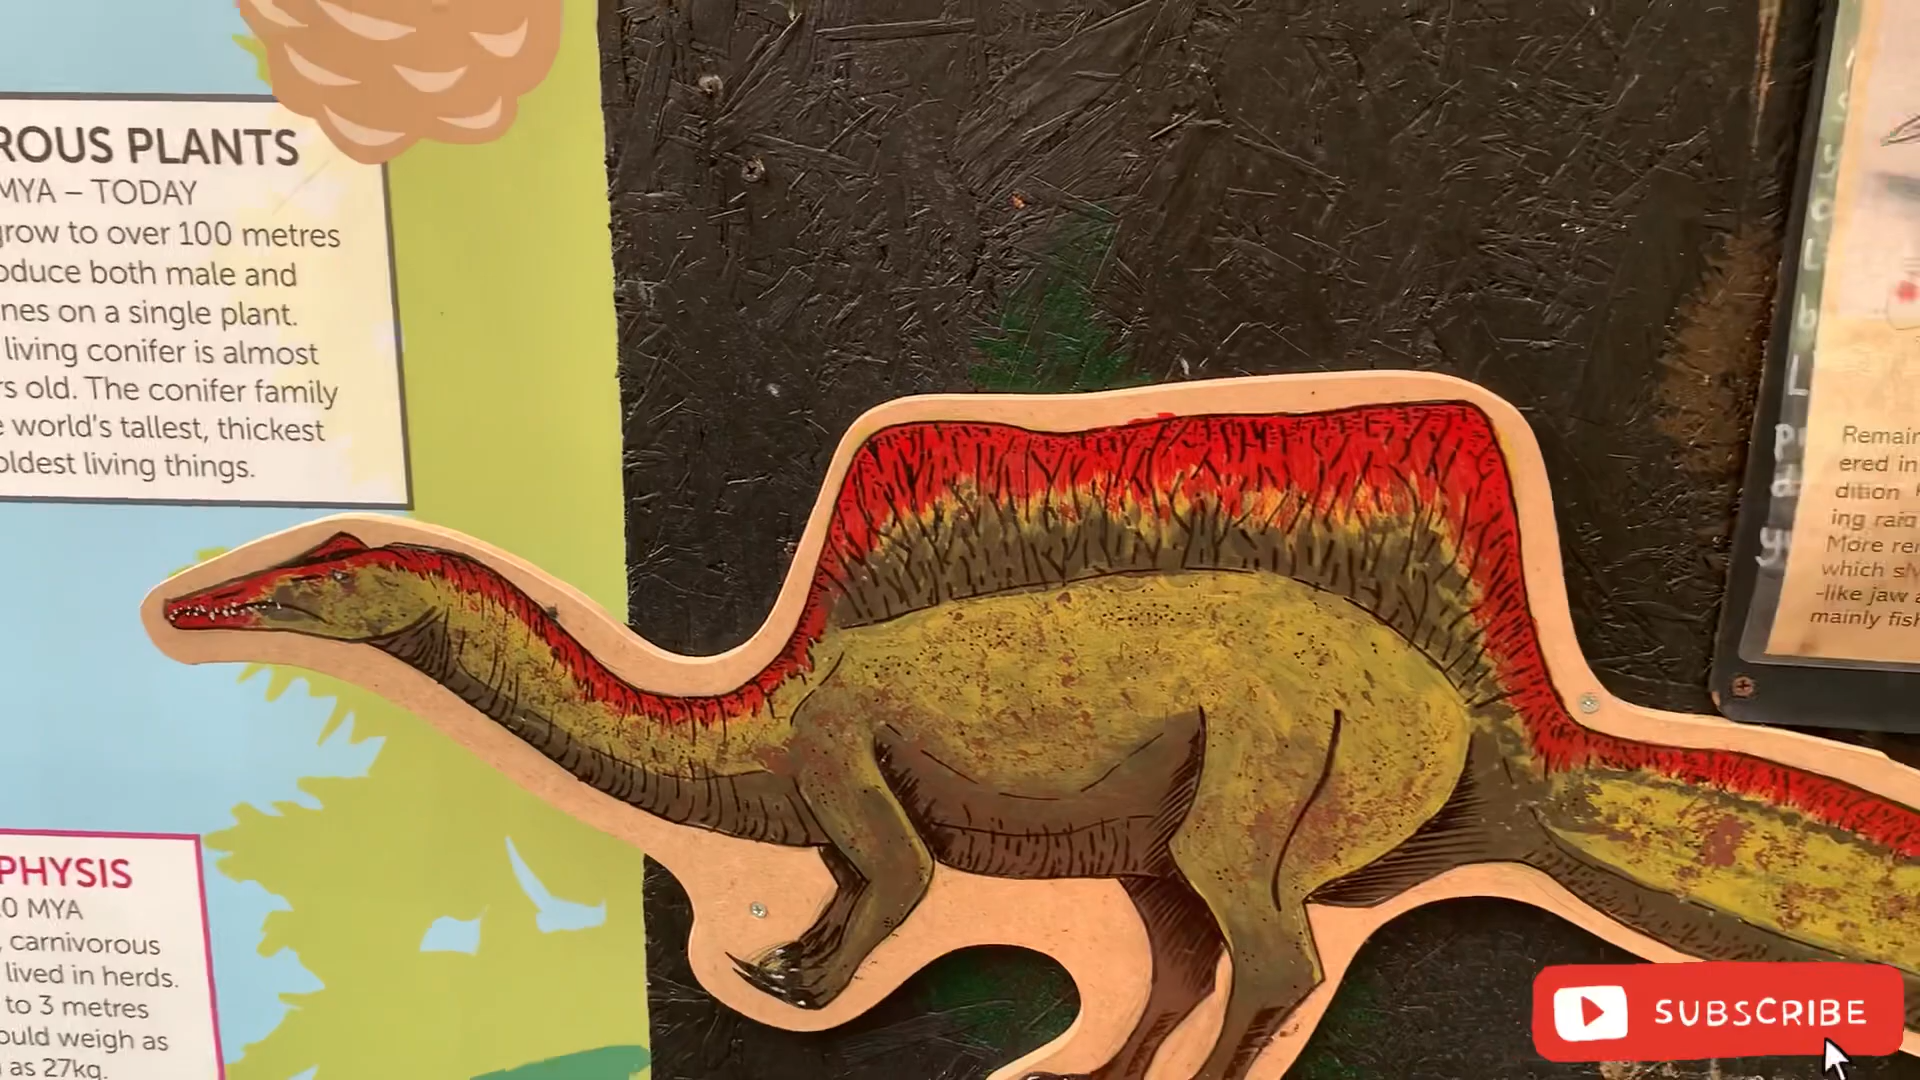 ROUS PLANTS
MYA – TODAY
grow to over 100 metres
oduce both male and
nes on a single plant.
living conifer is almost
rs old. The conifer family
e world's tallest, thickest
oldest living things.
PHYSIS
0 MYA
, carnivorous
lived in herds.
to 3 metres
ould weigh as
as 27kg.
Remain
ered in
dition
ing
More
which
-like jaw
mainly fish
SUBSCRIBE